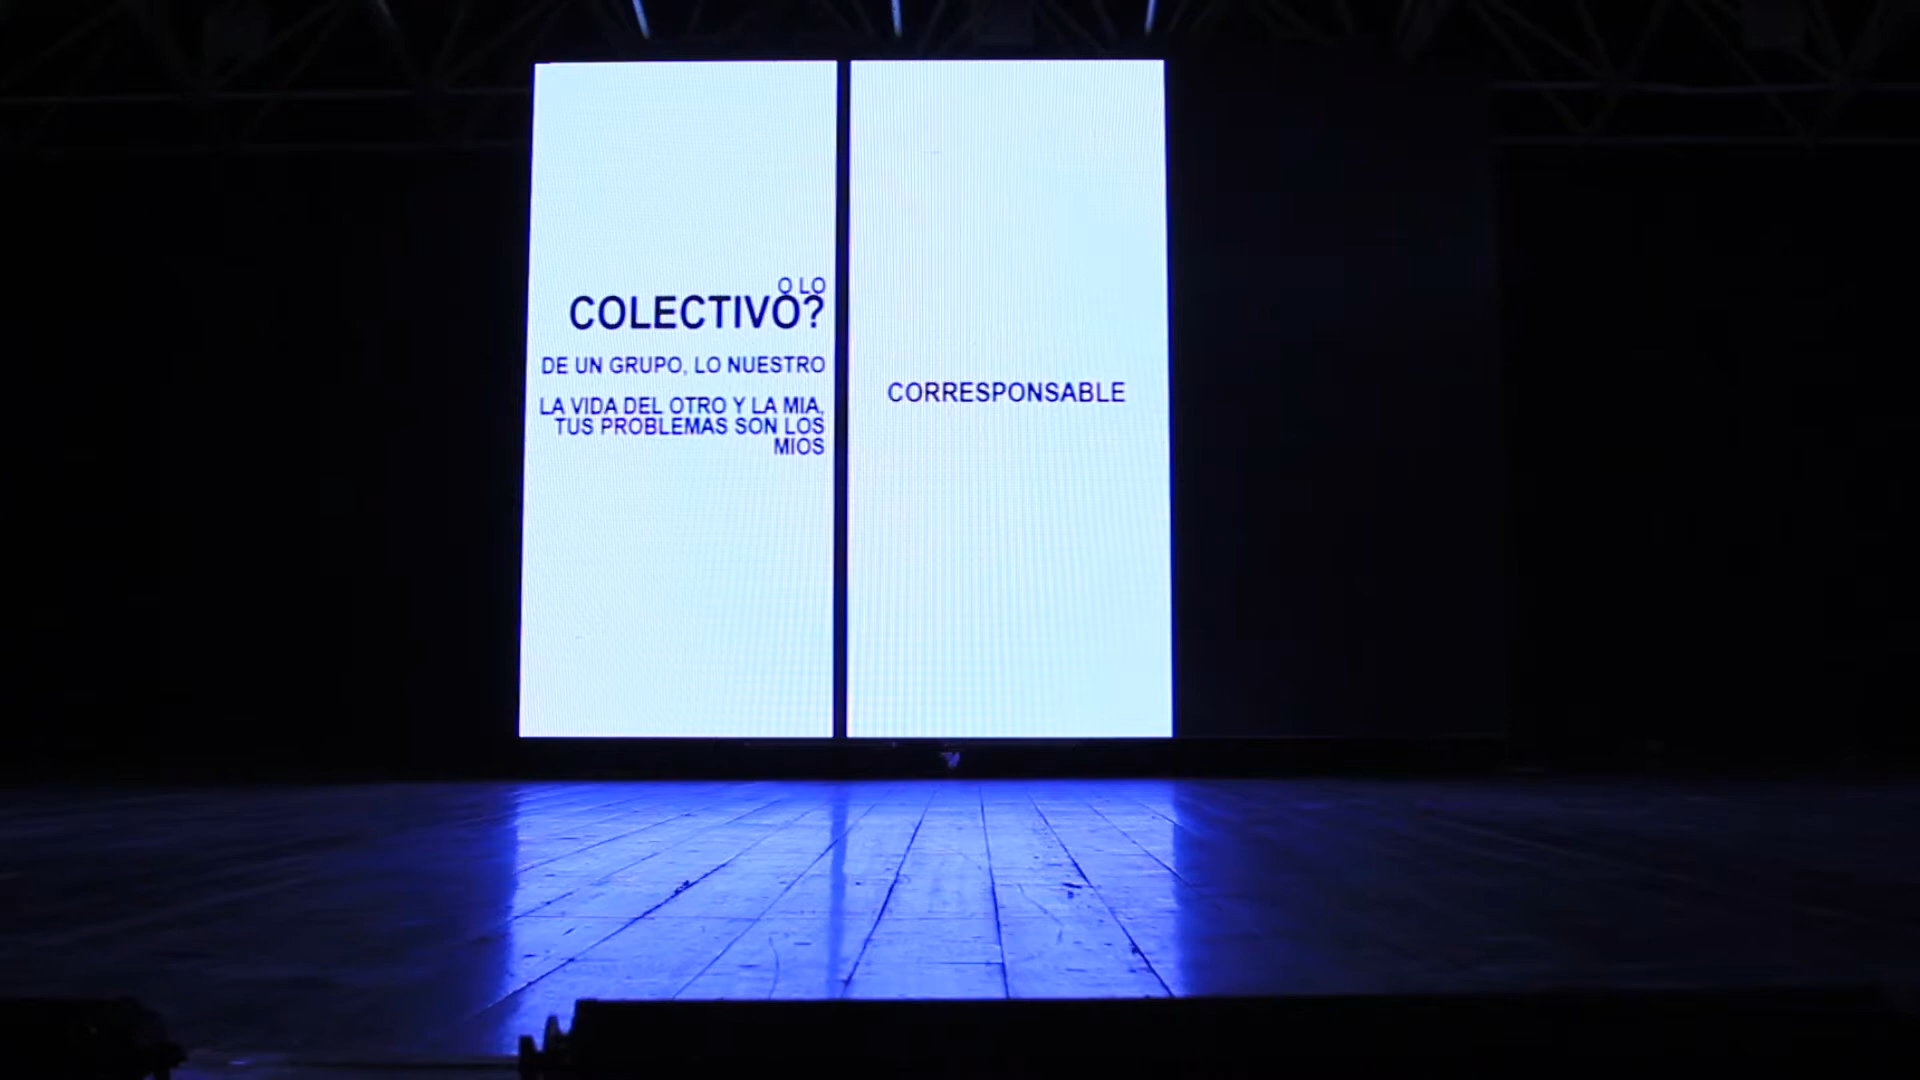 O LO
COLECTIVO?
DE UN GRUPO, LO NUESTRO
LA VIDA DEL OTRO Y LA MIA,
TUS PROBLEMAS SON LOS
MIOS
CORRESPONSABLE